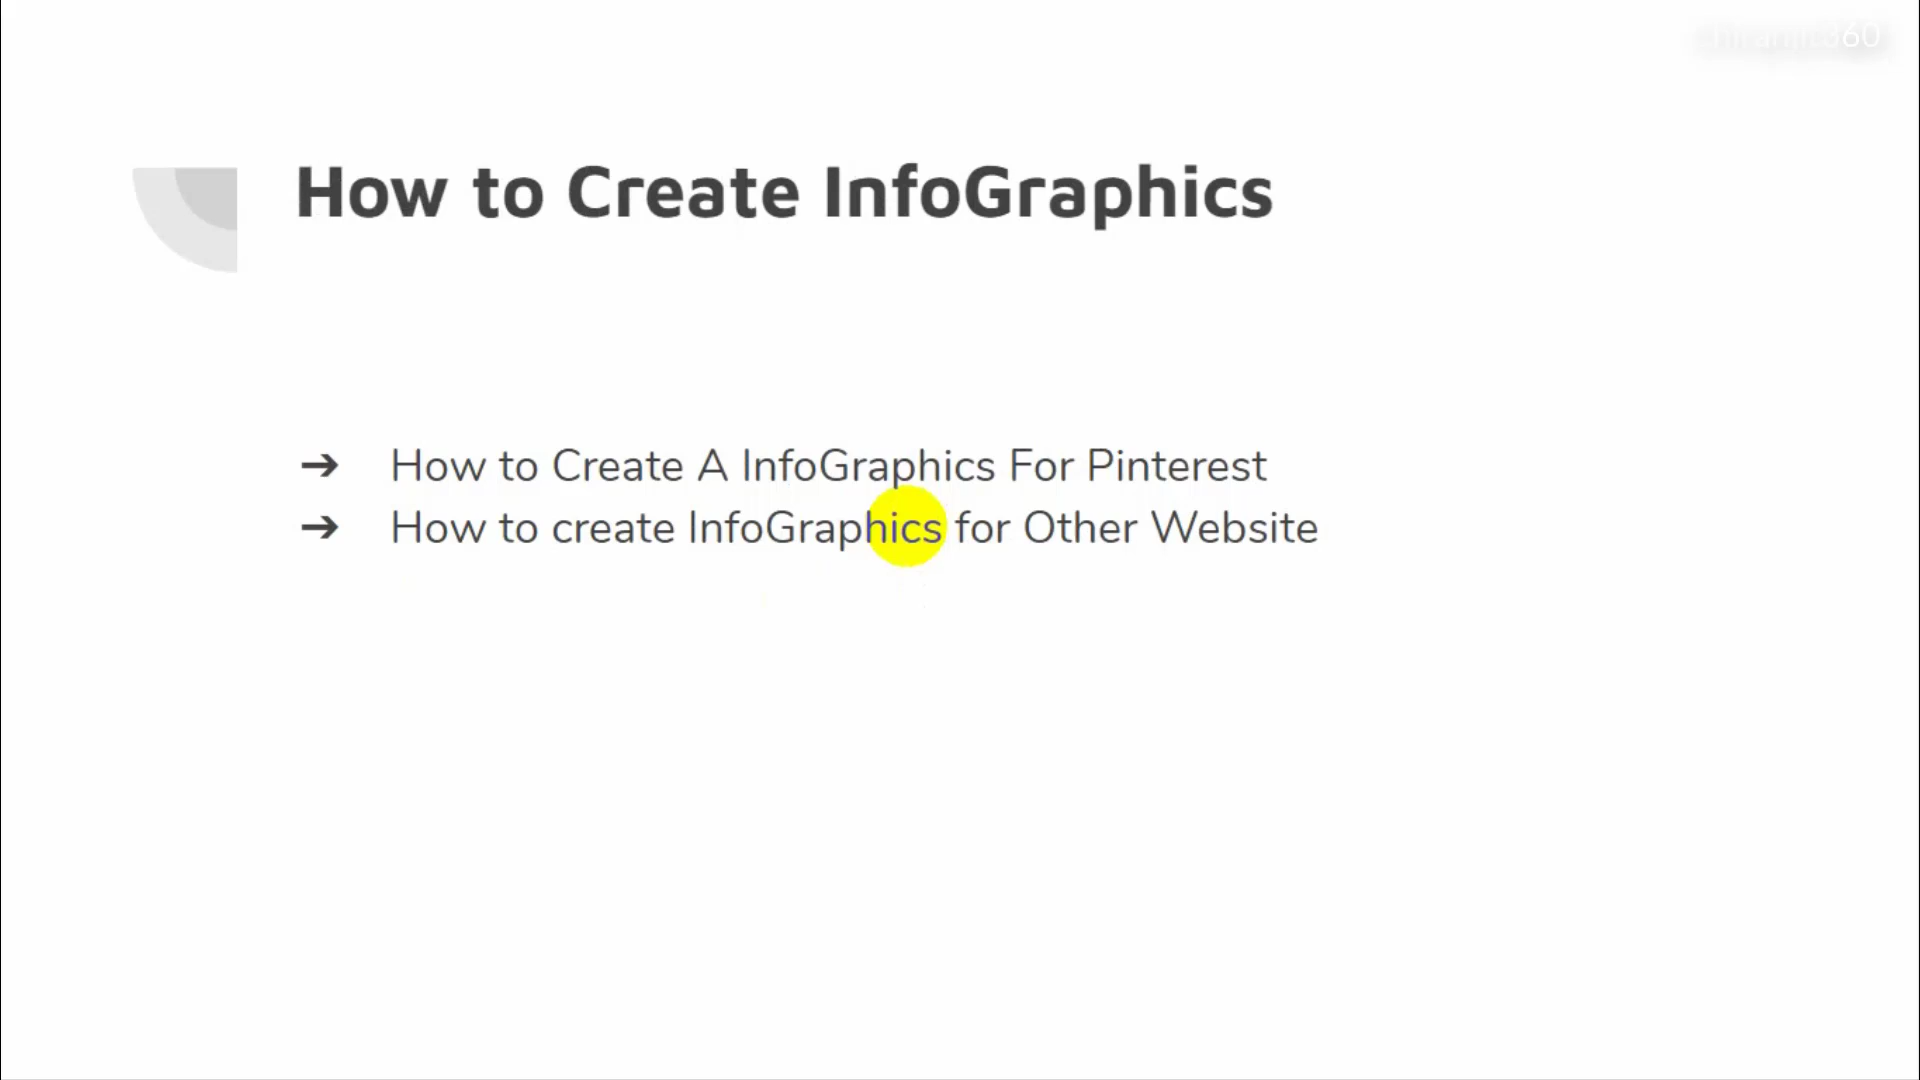 How to Create InfoGraphics
➔ How to Create A InfoGraphics For Pinterest
➔ How to create InfoGraphics for Other Website